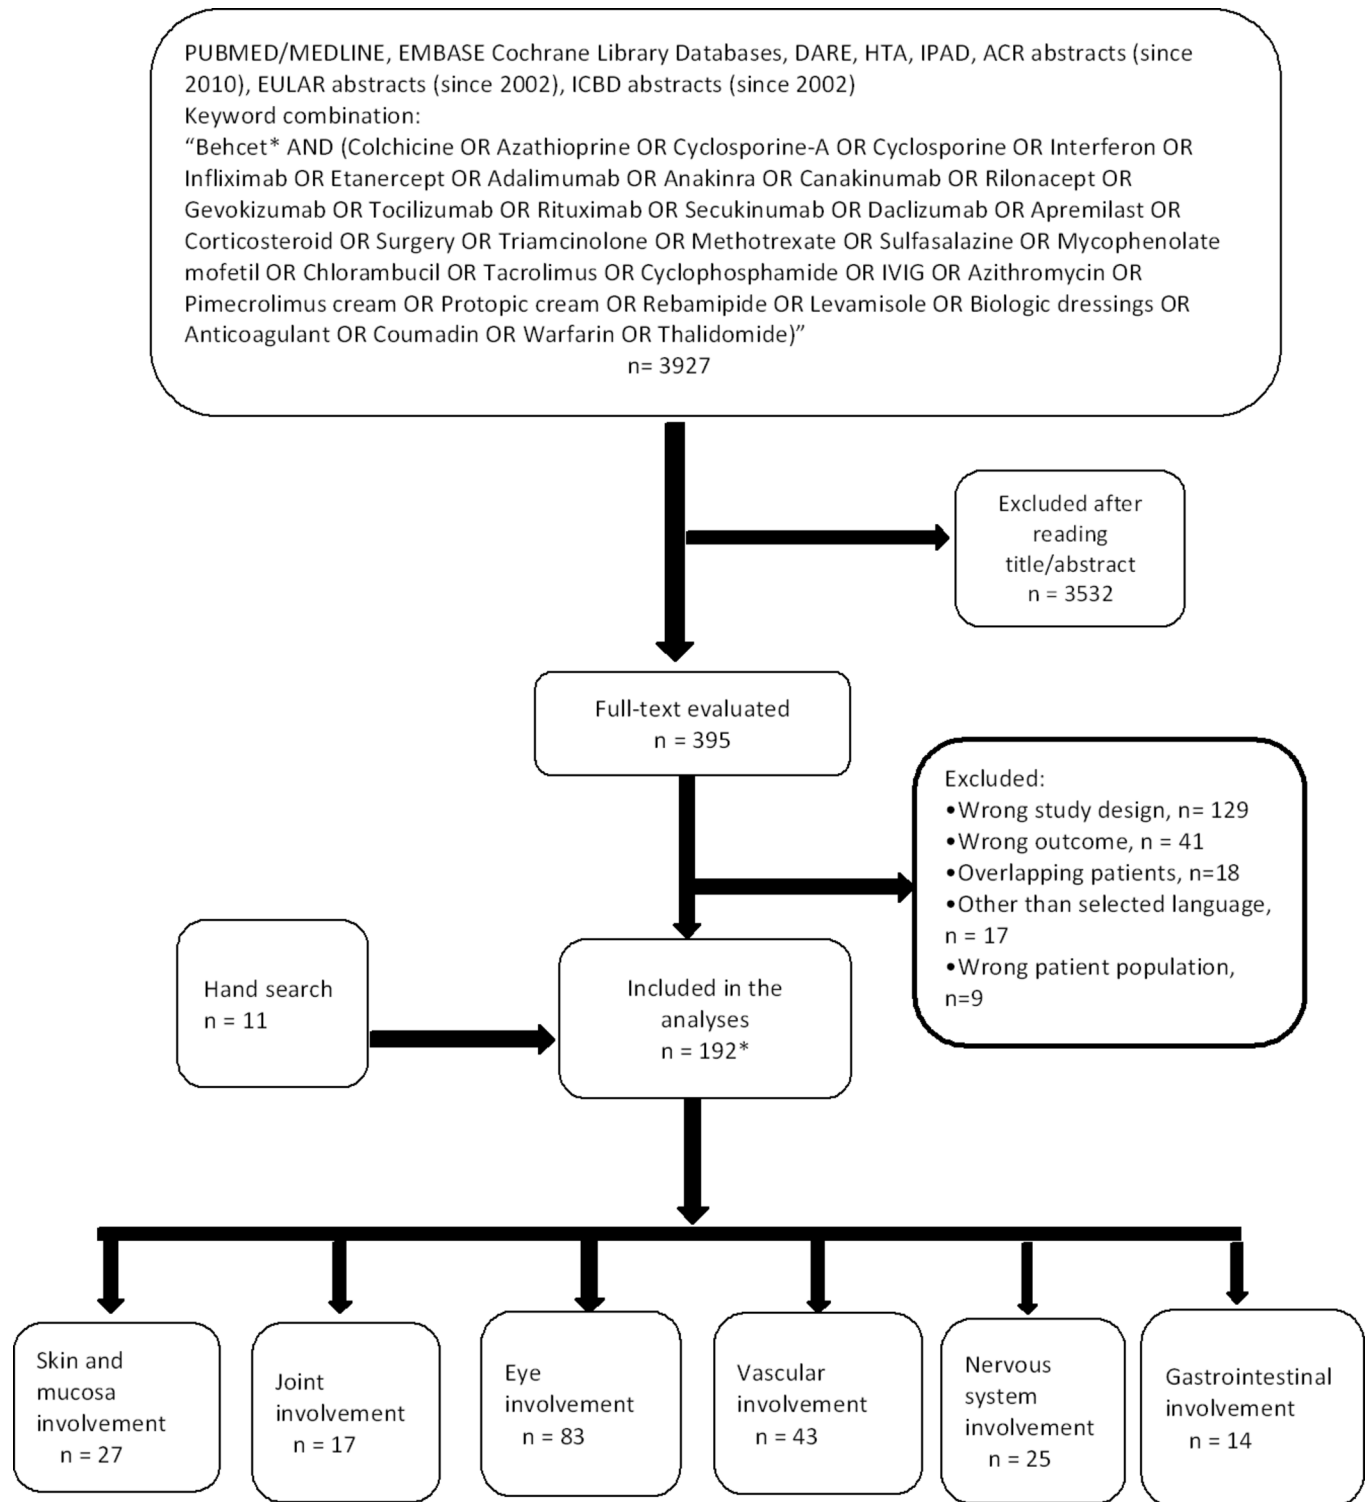 PUBMED/MEDLINE, EMBASE Cochrane Library Databases, DARE, HTA, IPAD, ACR abstracts (since
2010), EULAR abstracts (since 2002), ICBD abstracts (since 2002)
Keyword combination:
“Behcet* AND (Colchicine OR Azathioprine OR Cyclosporine-A OR Cyclosporine OR Interferon OR
Infliximab OR Etanercept OR Adalimumab OR Anakinra OR Canakinumab OR Rilonacept OR
Gevokizumab OR Tocilizumab OR Rituximab OR Secukinumab OR Daclizumab OR Apremilast OR
Corticosteroid OR Surgery OR Triamcinolone OR Methotrexate OR Sulfasalazine OR Mycophenolate
mofetil OR Chlorambucil OR Tacrolimus OR Cyclophosphamide OR IVIG OR Azithromycin OR
Pimecrolimus cream OR Protopic cream OR Rebamipide OR Levamisole OR Biologic dressings OR
Anticoagulant OR Coumadin OR Warfarin OR Thalidomide)”
n= 3927
Excluded after
reading
title/abstract
n = 3532
Full-text evaluated
n = 395
Excluded:
•Wrong study design, n= 129
•Wrong outcome, n = 41
•Overlapping patients, n=18
•Other than selected language,
n = 17
•Wrong patient population,
n=9
Hand search
n = 11
Included in the
analyses
n = 192*
Skin and
mucosa
involvement
n = 27
Joint
involvement
n = 17
Eye
involvement
n = 83
Vascular
involvement
n = 43
Nervous
system
involvement
n = 25
Gastrointestinal
involvement
n = 14